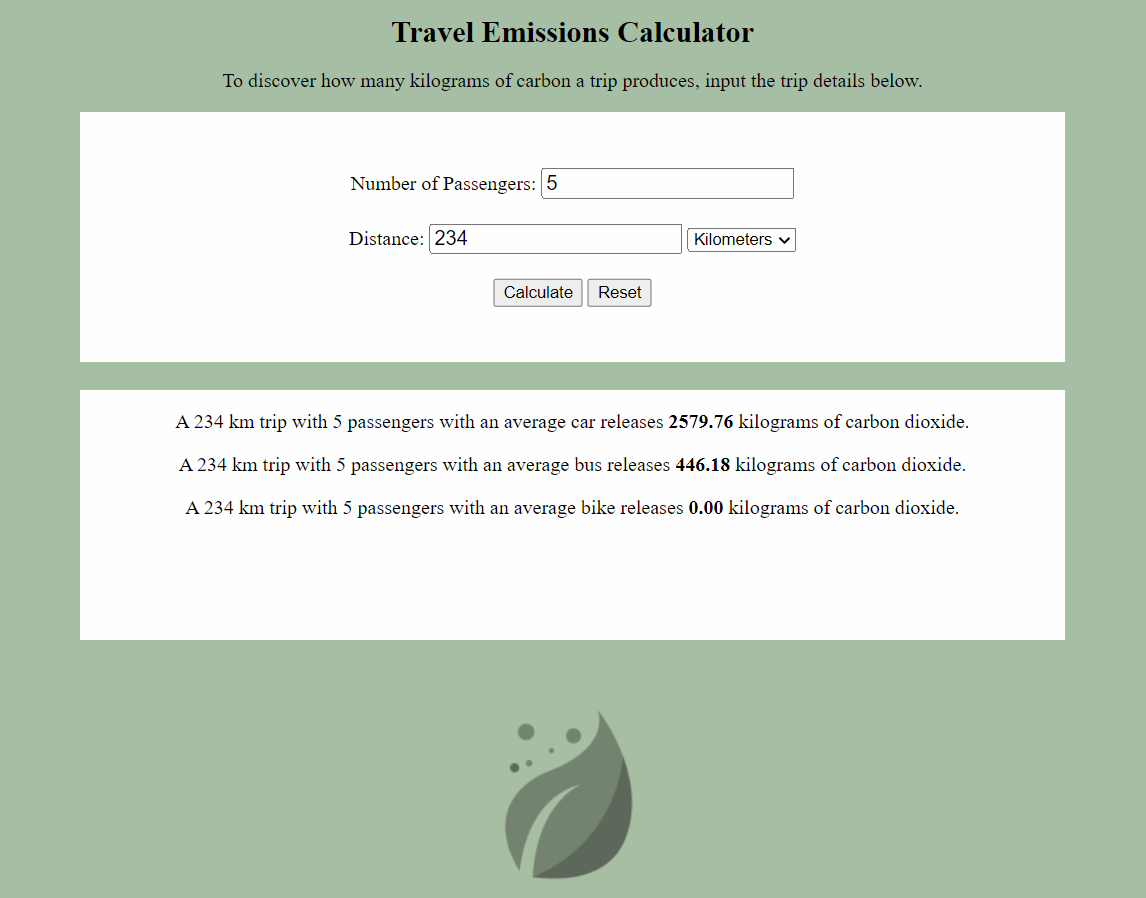 Travel Emissions Calculator
To discover how many kilograms of carbon a trip produces, input the trip details below.
Number of Passengers: 5
Distance: 234 Kilometers
Calculate Reset
A 234 km trip with 5 passengers with an average car releases 2579.76 kilograms of carbon dioxide.
A 234 km trip with 5 passengers with an average bus releases 446.18 kilograms of carbon dioxide.
A 234 km trip with 5 passengers with an average bike releases 0.00 kilograms of carbon dioxide.